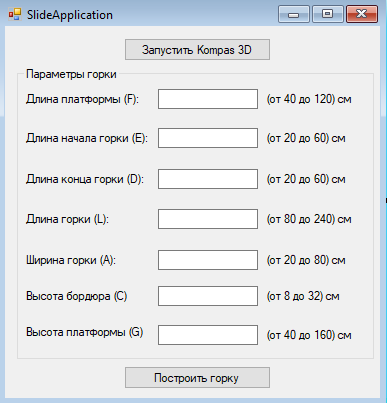 SlideApplication
Запустить Kompas 3D
Параметры горки
Длина платформы (F): (от 40 до 120) см
Длина начала горки (E): (от 20 до 60) см
Длина конца горки (D): (от 20 до 60) см
Длина горки (L): (от 80 до 240) см
Ширина горки (A): (от 20 до 80) см
Высота бордюра (C) (от 8 до 32) см
Высота платформы (G) (от 40 до 160) см
Построить горку